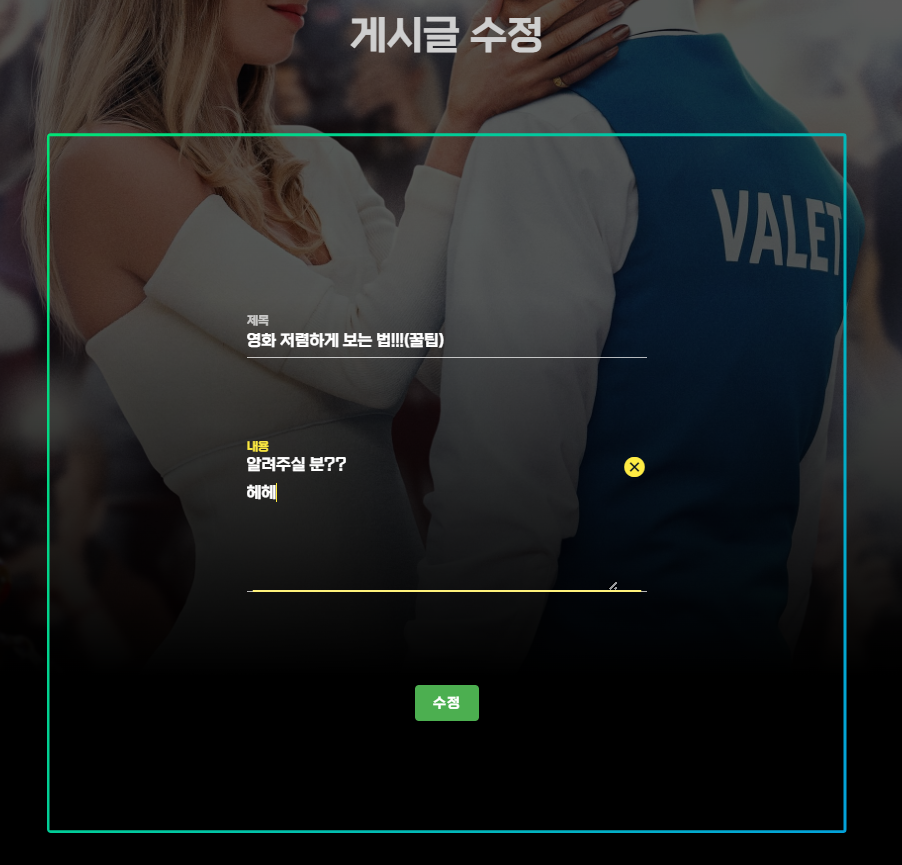 게시글 수정
VALET
제목
영화 저렴하게 보는 법!!!(꿀팁)
내용
알려주실 분??
헤헤
수정